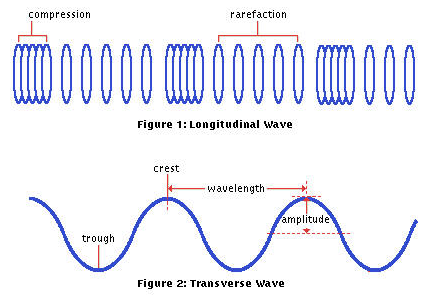 compression
rarefaction
Figure 1: Longitudinal Wave
crest
wavelength
amplitude
trough
Figure 2: Transverse Wave